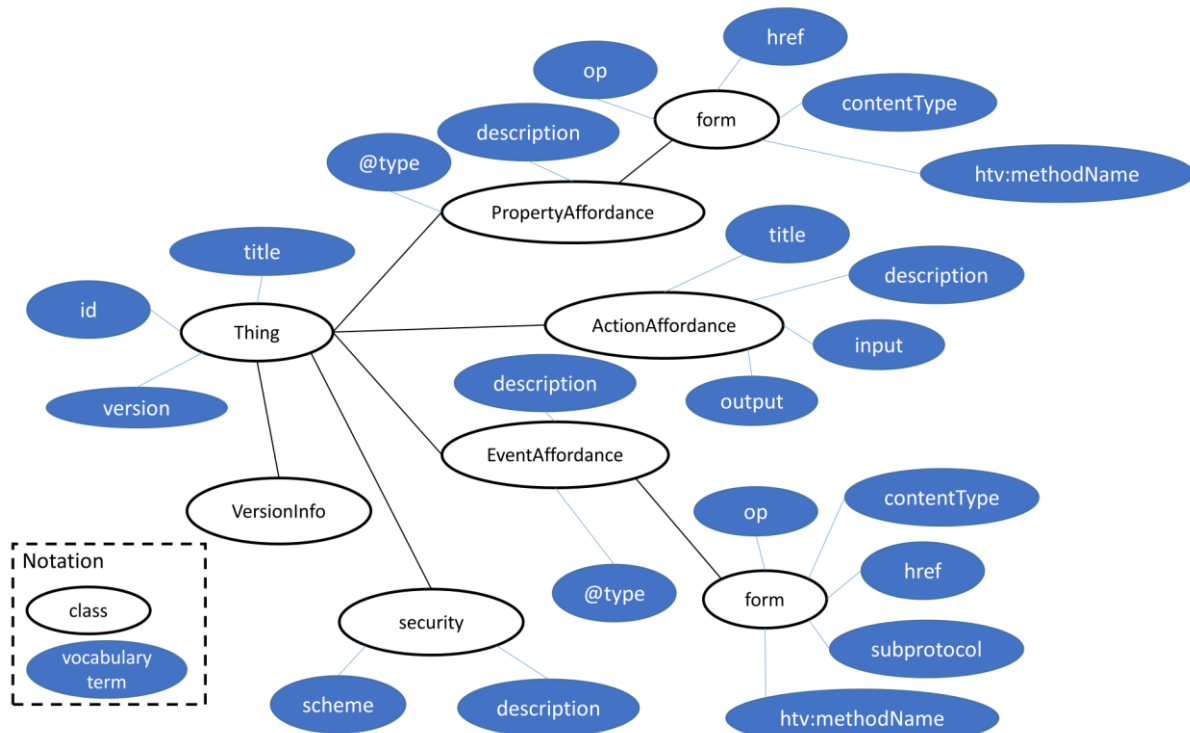 href
op
contentType
form
description
@type
htv:methodName
PropertyAffordance
title
title
description
id
Thing
ActionAffordance
input
description
output
version
EventAffordance
contentType
VersionInfo
op
Notation
href
@type
form
class
security
subprotocol
vocabulary
term
scheme
description
htv:methodName